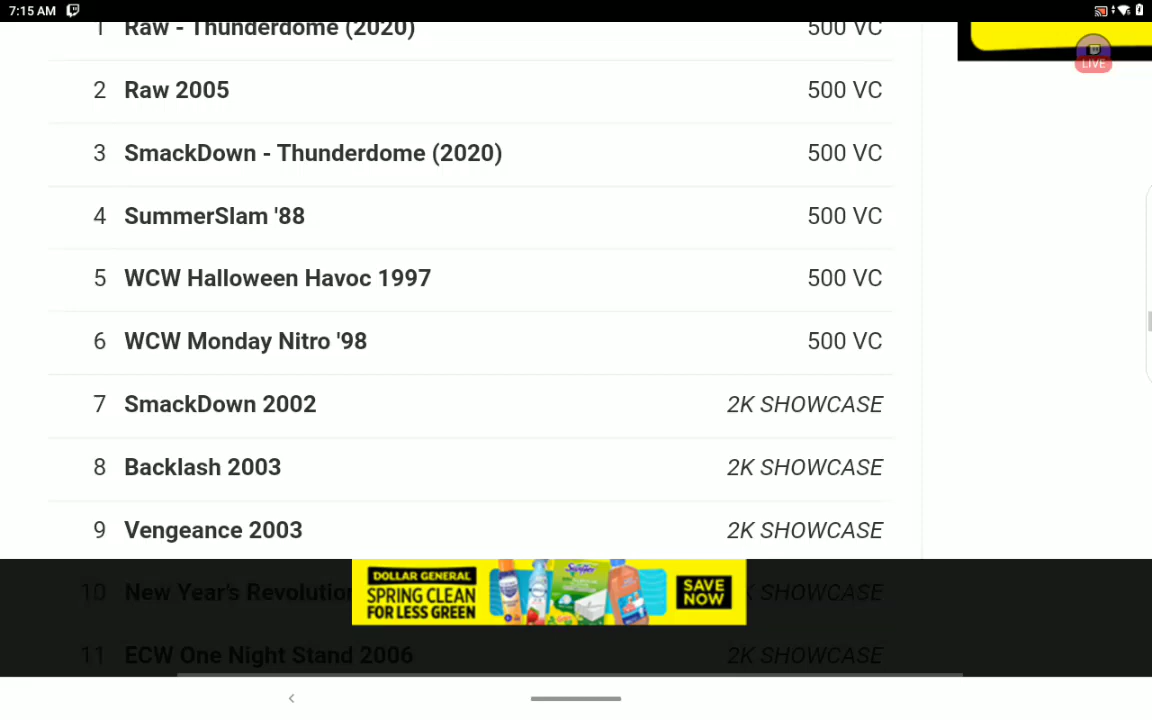 7:15 AM
1 Raw - Thunderdome (2020) 500 VC
LIVE
2 Raw 2005 500 VC
3 SmackDown - Thunderdome (2020) 500 VC
4 SummerSlam '88 500 VC
5 WCW Halloween Havoc 1997 500 VC
6 WCW Monday Nitro '98 500 VC
7 SmackDown 2002 2K SHOWCASE
8 Backlash 2003 2K SHOWCASE
9 Vengeance 2003 2K SHOWCASE
DOLLAR GENERAL
SPRING CLEAN
FOR LESS GREEN
Swiffer
SAVE
NOW
10 New Year's Revolution SHOWCASE
11 ECW One Night Stand 2006 2K SHOWCASE